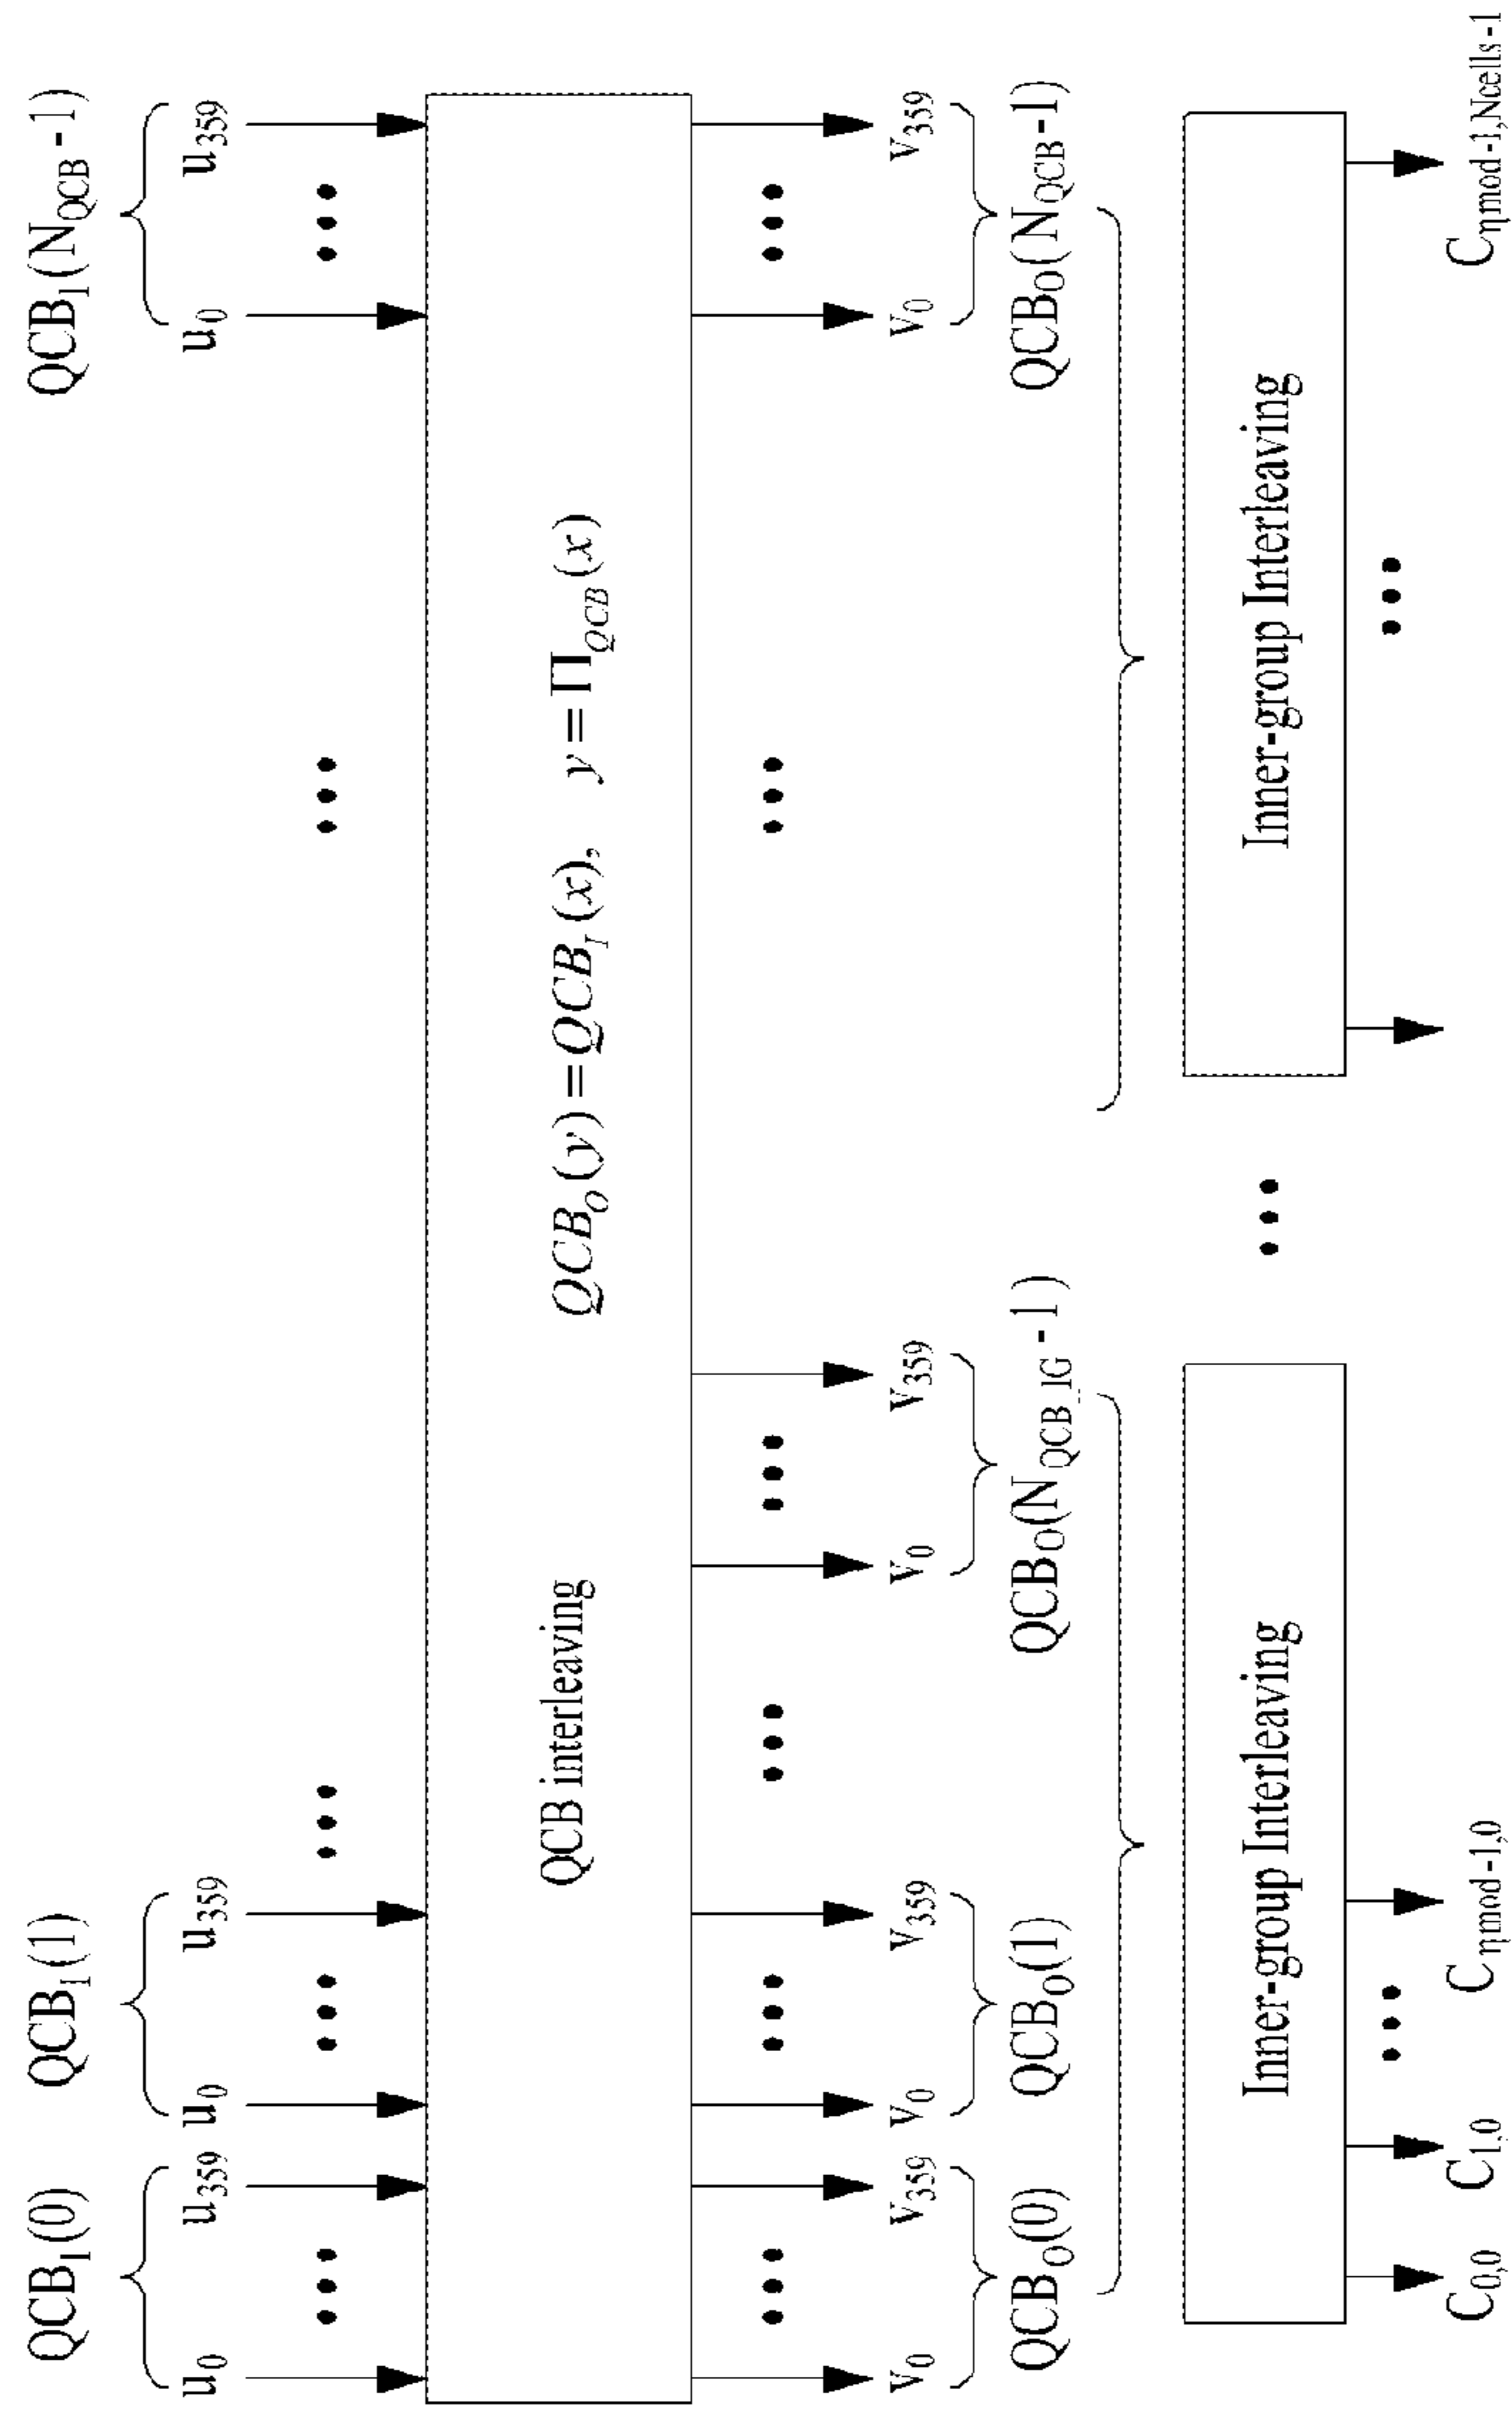 QCB_I(0) QCB_I(1) QCB_I(N_QCB-1)
u_0 ••• u_359 u_0 ••• u_359 ••• ••• u_0 ••• u_359
QCB interleaving QCB_O(y)=QCB_I(x), y=Π_QCB(x)
v_0 ••• v_359 v_0 ••• v_359 ••• v_0 ••• v_359 ••• v_0 ••• v_359
QCB_O(0) QCB_O(1) QCB_O(N_QCB_IG-1) QCB_O(N_QCB-1)
Inner-group Interleaving ••• Inner-group Interleaving
C_0,0 C_1,0 ••• C_ηmod-1,0 ••• C_ηmod-1,Ncells-1